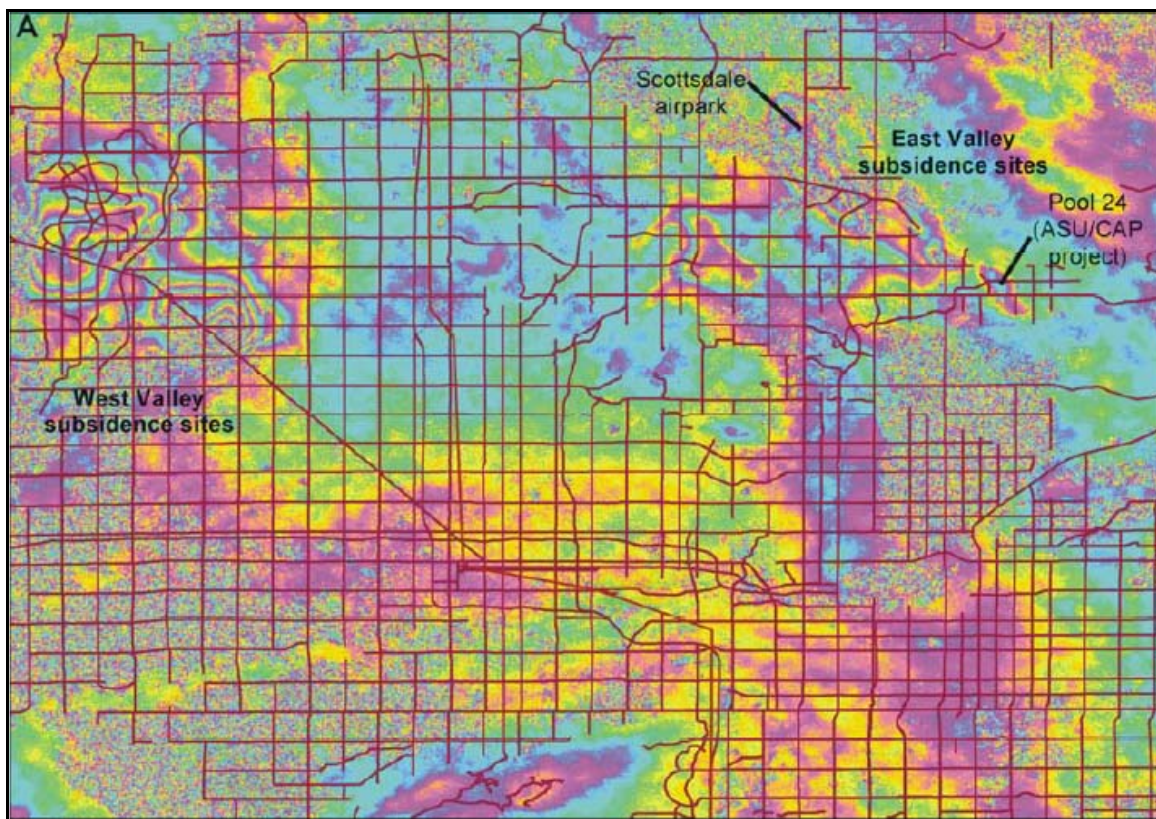 A
Scottsdale
airpark
East Valley
subsidence sites
Pool 24
(ASU/CAP
project)
West Valley
subsidence sites